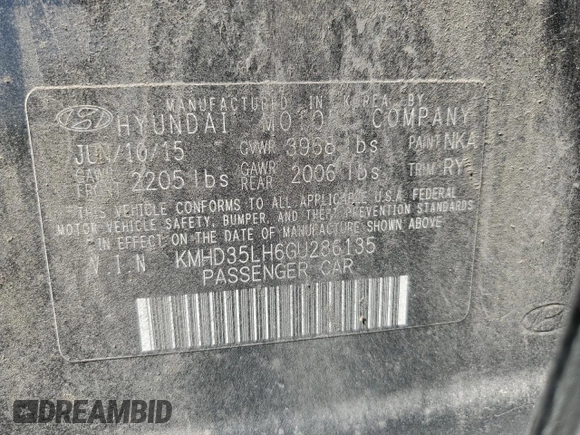 MANUFACTURED IN KOREA BY
HYUNDAI MOTO COMPANY
JUN/10/15 GVWR 3968 lbs PAINT NKA
GAWR FRONT 2205 lbs GAWR REAR 2006 lbs TRIM RY
"THIS VEHICLE CONFORMS TO ALL APPLICABLE U.S.A. FEDERAL
MOTOR VEHICLE SAFETY, BUMPER, AND THEFT PREVENTION STANDARDS
IN EFFECT ON THE DATE OF MANUFACTURE SHOWN ABOVE"
V.I.N KMHD35LH6GU286135
PASSENGER CAR
DREAMBID